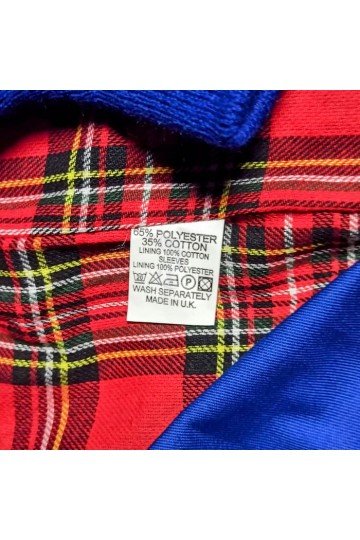 65% POLYESTER
35% COTTON
LINING 100% COTTON
SLEEVES
LINING 100% POLYESTER
WASH SEPARATELY
MADE IN U.K.